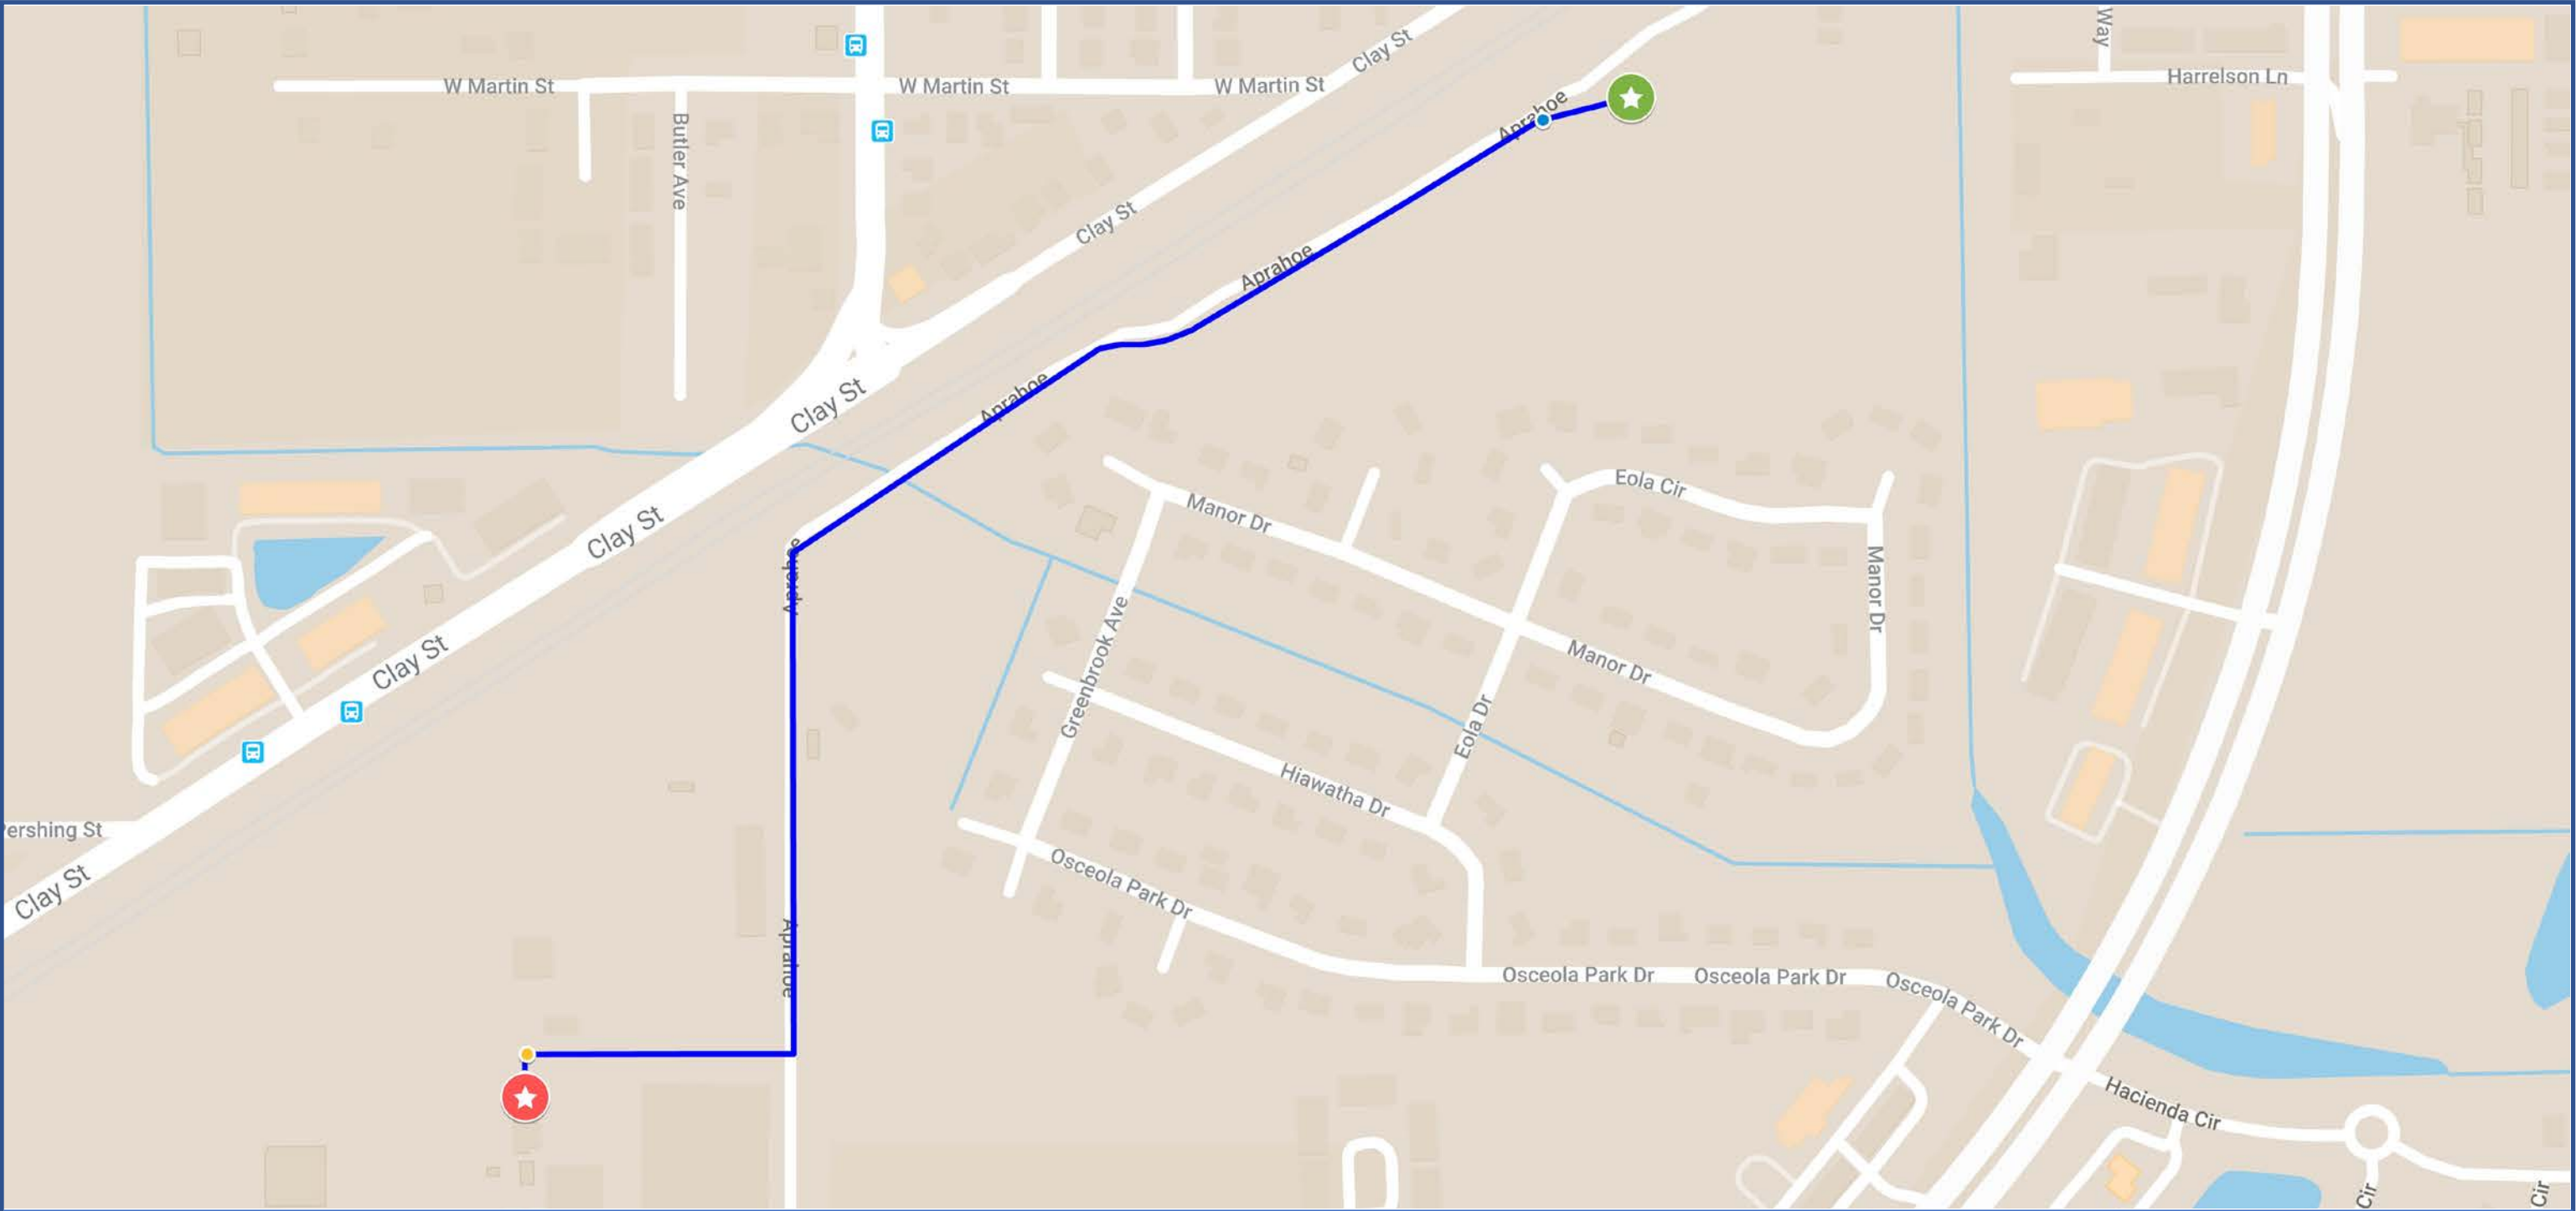 Way
Clay St
Harrelson Ln
W Martin St
W Martin St
W Martin St
Aprahoe
Butler Ave
Clay St
Aprahoe
Clay St
Aprahoe
Eola Cir
Manor Dr
Clay St
Aprahoe
Manor Dr
Greenbrook Ave
Clay St
Manor Dr
Eola Dr
Hiawatha Dr
ershing St
Clay St
Osceola Park Dr
Aprahoe
Osceola Park Dr
Osceola Park Dr
Osceola Park Dr
Hacienda Cir
Cir
Cir